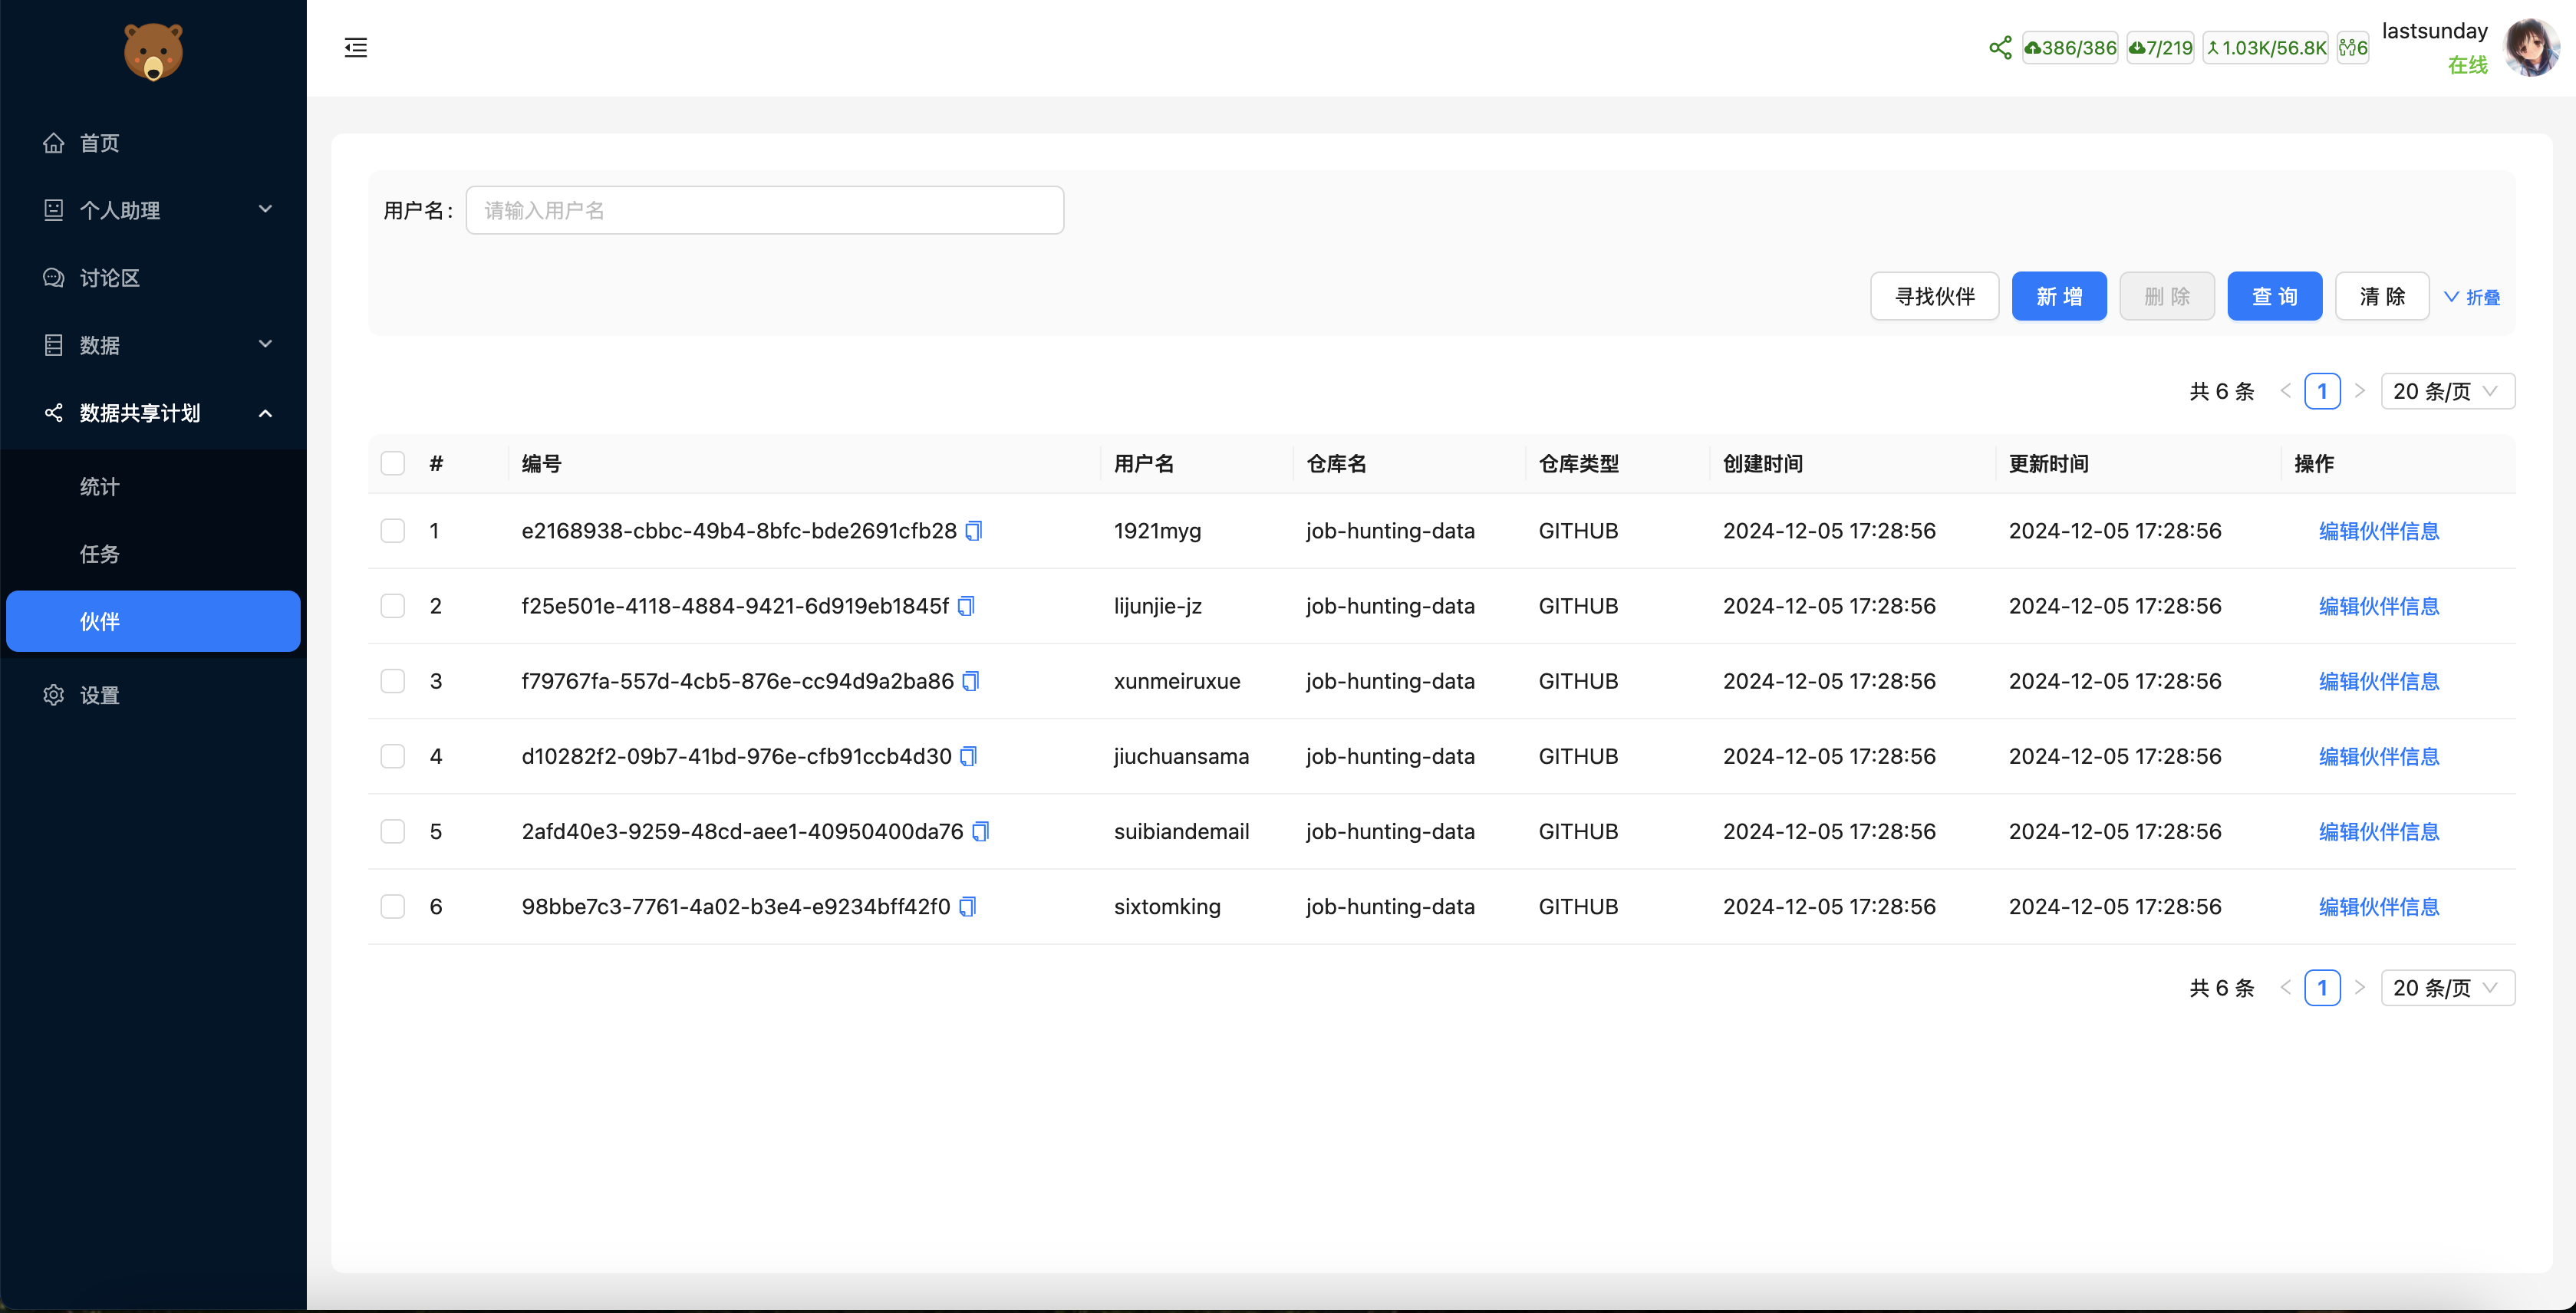 首页
个人助理
讨论区
数据
数据共享计划
统计
任务
伙伴
设置
386/386 7/219 1.03K/56.8K 6 lastsunday
在线
用户名： 请输入用户名
寻找伙伴 新 增 删 除 查 询 清 除 折叠
共 6 条 1 20 条/页
# 编号 用户名 仓库名 仓库类型 创建时间 更新时间 操作
1 e2168938-cbbc-49b4-8bfc-bde2691cfb28 1921myg job-hunting-data GITHUB 2024-12-05 17:28:56 2024-12-05 17:28:56 编辑伙伴信息
2 f25e501e-4118-4884-9421-6d919eb1845f lijunjie-jz job-hunting-data GITHUB 2024-12-05 17:28:56 2024-12-05 17:28:56 编辑伙伴信息
3 f79767fa-557d-4cb5-876e-cc94d9a2ba86 xunmeiruxue job-hunting-data GITHUB 2024-12-05 17:28:56 2024-12-05 17:28:56 编辑伙伴信息
4 d10282f2-09b7-41bd-976e-cfb91ccb4d30 jiuchuansama job-hunting-data GITHUB 2024-12-05 17:28:56 2024-12-05 17:28:56 编辑伙伴信息
5 2afd40e3-9259-48cd-aee1-40950400da76 suibiandemail job-hunting-data GITHUB 2024-12-05 17:28:56 2024-12-05 17:28:56 编辑伙伴信息
6 98bbe7c3-7761-4a02-b3e4-e9234bff42f0 sixtomking job-hunting-data GITHUB 2024-12-05 17:28:56 2024-12-05 17:28:56 编辑伙伴信息
共 6 条 1 20 条/页